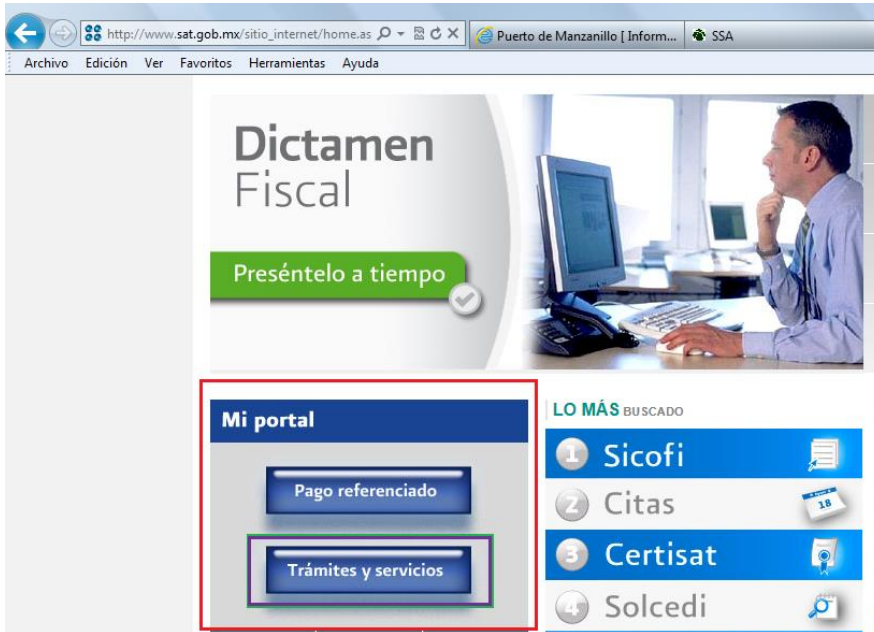 http://www.sat.gob.mx/sitio_internet/home.as
Puerto de Manzanillo [ Inform...
SSA
Archivo Edición Ver Favoritos Herramientas Ayuda
Dictamen
Fiscal
Preséntelo a tiempo
Mi portal
Pago referenciado
Trámites y servicios
LO MÁS BUSCADO
1 Sicofi
2 Citas
18
3 Certisat
4 Solcedi